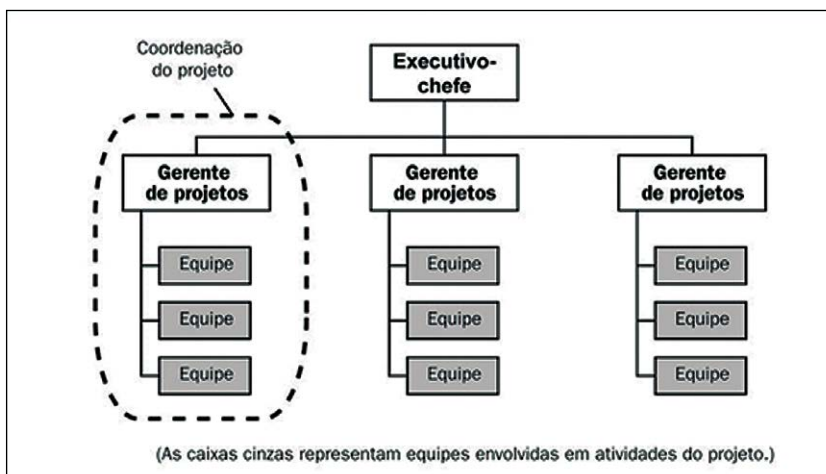 Coordenação
do projeto
Executivo-
chefe
Gerente
de projetos
Gerente
de projetos
Gerente
de projetos
Equipe
Equipe
Equipe
Equipe
Equipe
Equipe
Equipe
Equipe
Equipe
(As caixas cinzas representam equipes envolvidas em atividades do projeto.)